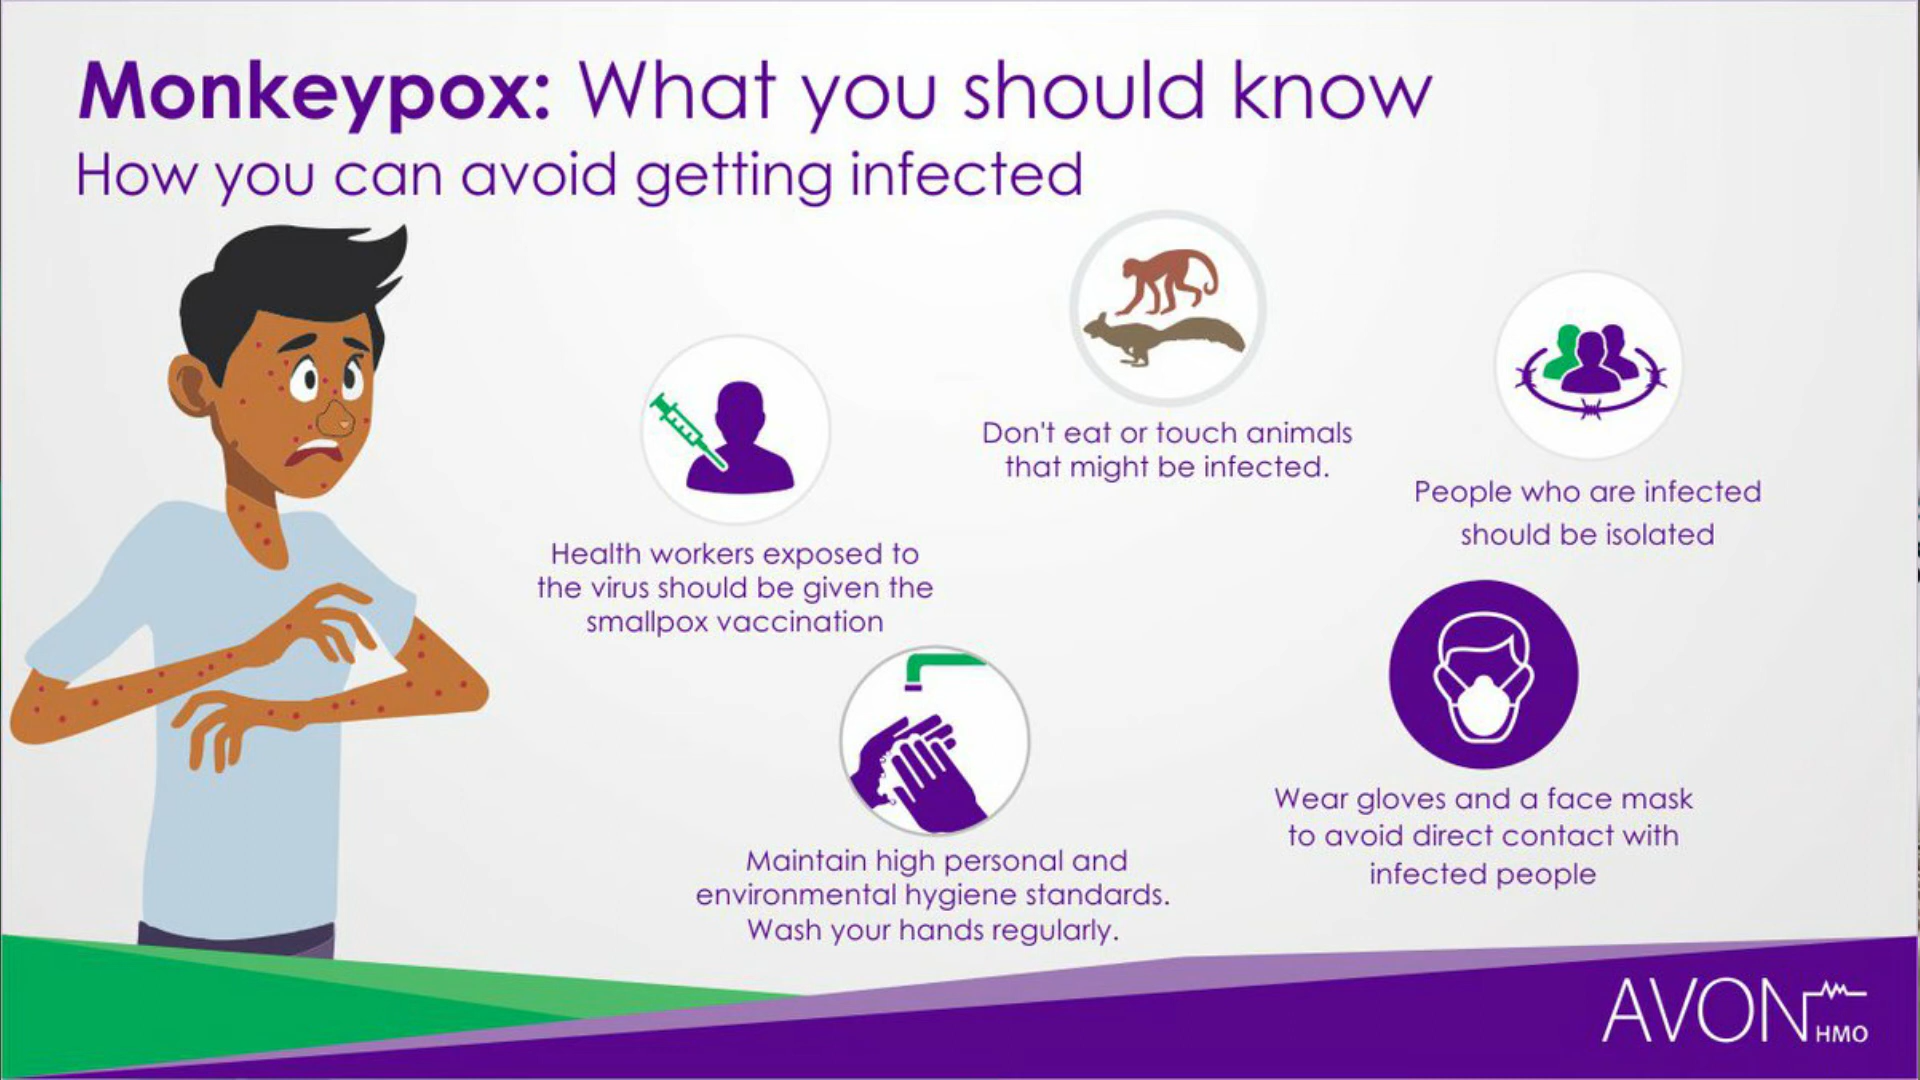 Monkeypox: What you should know
How you can avoid getting infected
Don't eat or touch animals
that might be infected.
People who are infected
should be isolated
Health workers exposed to
the virus should be given the
smallpox vaccination
Wear gloves and a face mask
to avoid direct contact with
infected people
Maintain high personal and
environmental hygiene standards.
Wash your hands regularly.
AVON HMO